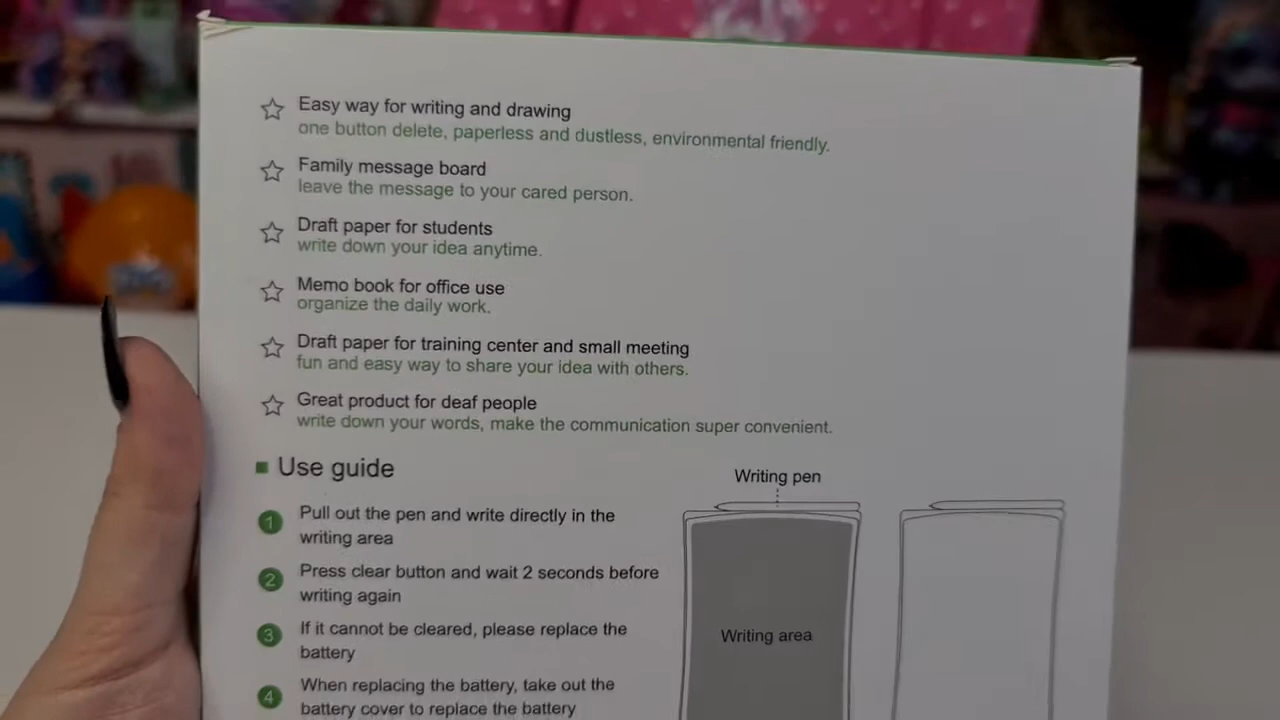 Easy way for writing and drawing
one button delete, paperless and dustless, environmental friendly.
Family message board
leave the message to your cared person.
Draft paper for students
write down your idea anytime.
Memo book for office use
organize the daily work.
Draft paper for training center and small meeting
fun and easy way to share your idea with others.
Great product for deaf people
write down your words, make the communication super convenient.
Use guide
1 Pull out the pen and write directly in the
writing area
2 Press clear button and wait 2 seconds before
writing again
3 If it cannot be cleared, please replace the
battery
4 When replacing the battery, take out the
battery cover to replace the battery
Writing pen
Writing area